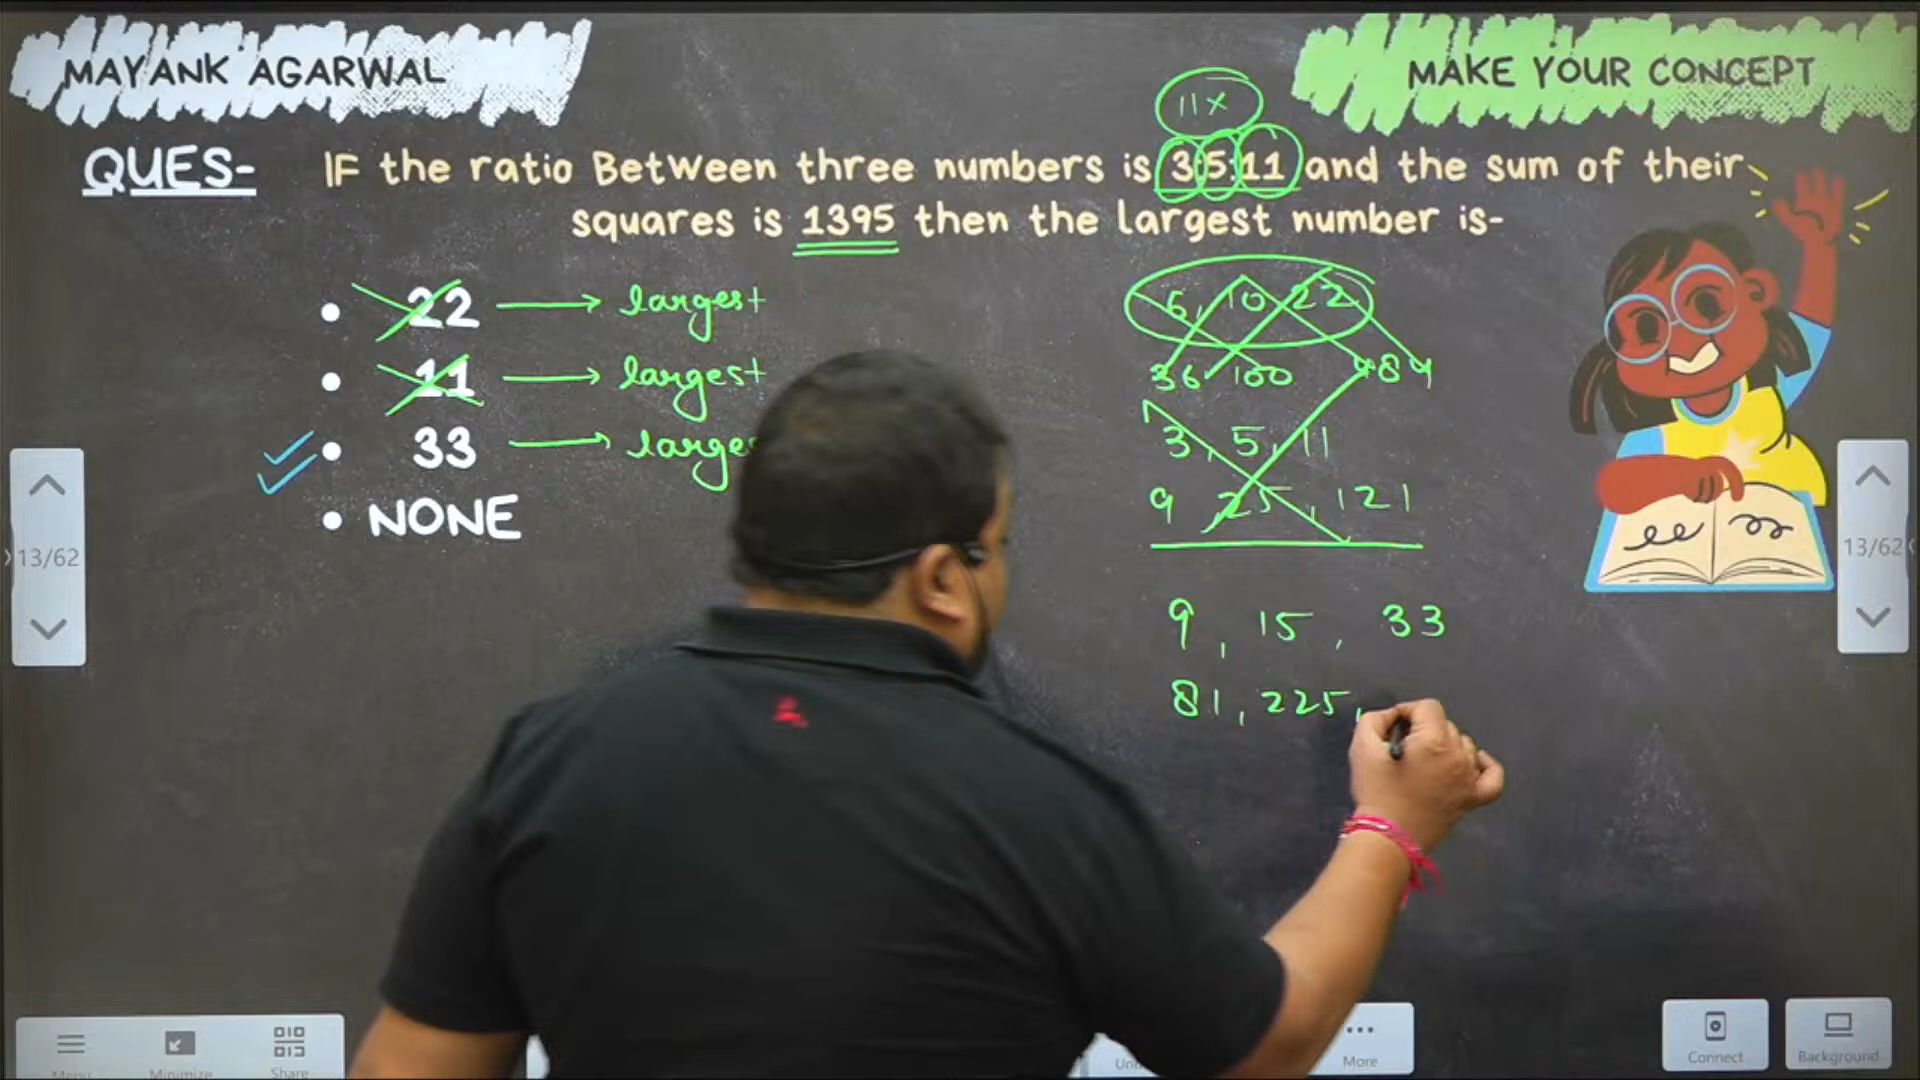 MAYANK AGARWAL
MAKE YOUR CONCEPT
11x
QUES- IF the ratio Between three numbers is 3:5:11 and the sum of their
squares is 1395 then the largest number is-
• 22 → largest
• 11 → largest
• 33 → larges
• NONE
6, 10, 22
36 100 484
3, 5, 11
9 25, 121
9, 15, 33
81, 225,
13/62
13/62
Menu
Minimize
Share
More
Connect
Background